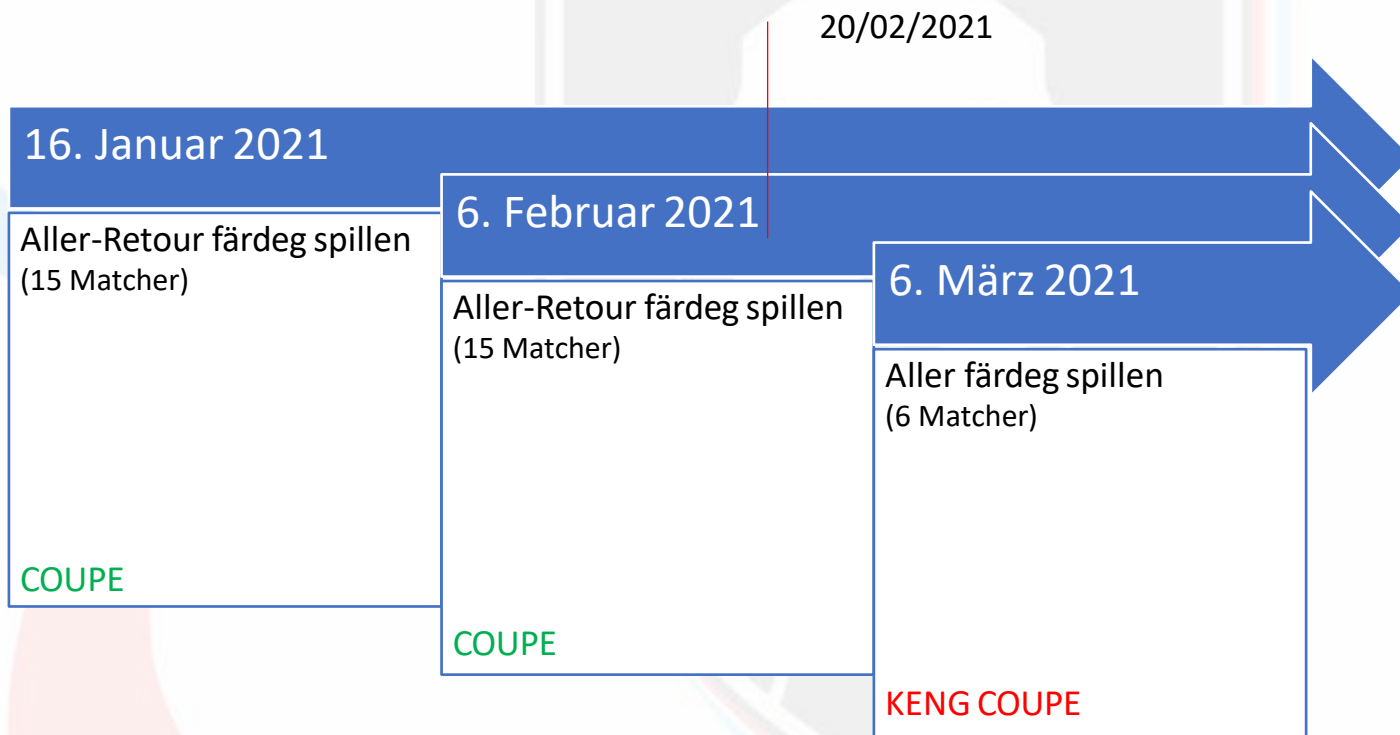 20/02/2021
16. Januar 2021
Aller-Retour färdeg spillen
(15 Matcher)
COUPE
6. Februar 2021
Aller-Retour färdeg spillen
(15 Matcher)
COUPE
6. März 2021
Aller färdeg spillen
(6 Matcher)
KENG COUPE